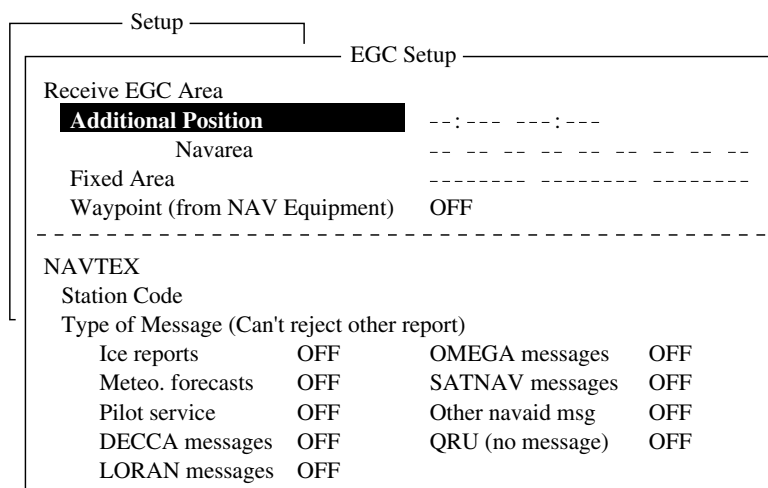 Setup
EGC Setup
Receive EGC Area
Additional Position --:--- ---:---
Navarea -- -- -- -- -- -- -- -- --
Fixed Area -------- -------- --------
Waypoint (from NAV Equipment) OFF
NAVTEX
Station Code
Type of Message (Can't reject other report)
Ice reports OFF OMEGA messages OFF
Meteo. forecasts OFF SATNAV messages OFF
Pilot service OFF Other navaid msg OFF
DECCA messages OFF QRU (no message) OFF
LORAN messages OFF